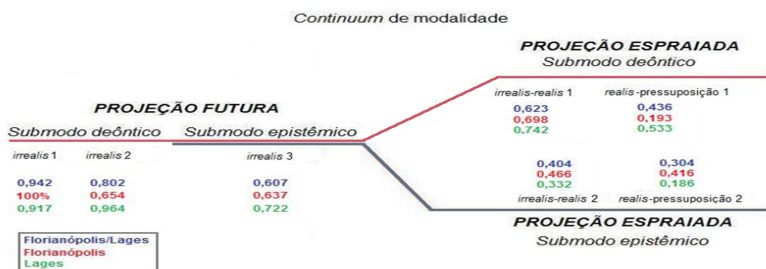 Continuum de modalidade
PROJEÇÃO ESPRAIADA
Submodo deôntico
irrealis-realis 1 realis-pressuposição 1
0,623 0,436
0,698 0,193
0,742 0,533
PROJEÇÃO FUTURA
Submodo deôntico Submodo epistêmico
irrealis 1 irrealis 2 irrealis 3
0,942 0,802 0,607
100% 0,654 0,637
0,917 0,964 0,722
0,404 0,304
0,466 0,416
0,332 0,186
irrealis-realis 2 realis-pressuposição 2
PROJEÇÃO ESPRAIADA
Submodo epistêmico
Florianópolis/Lages
Florianópolis
Lages